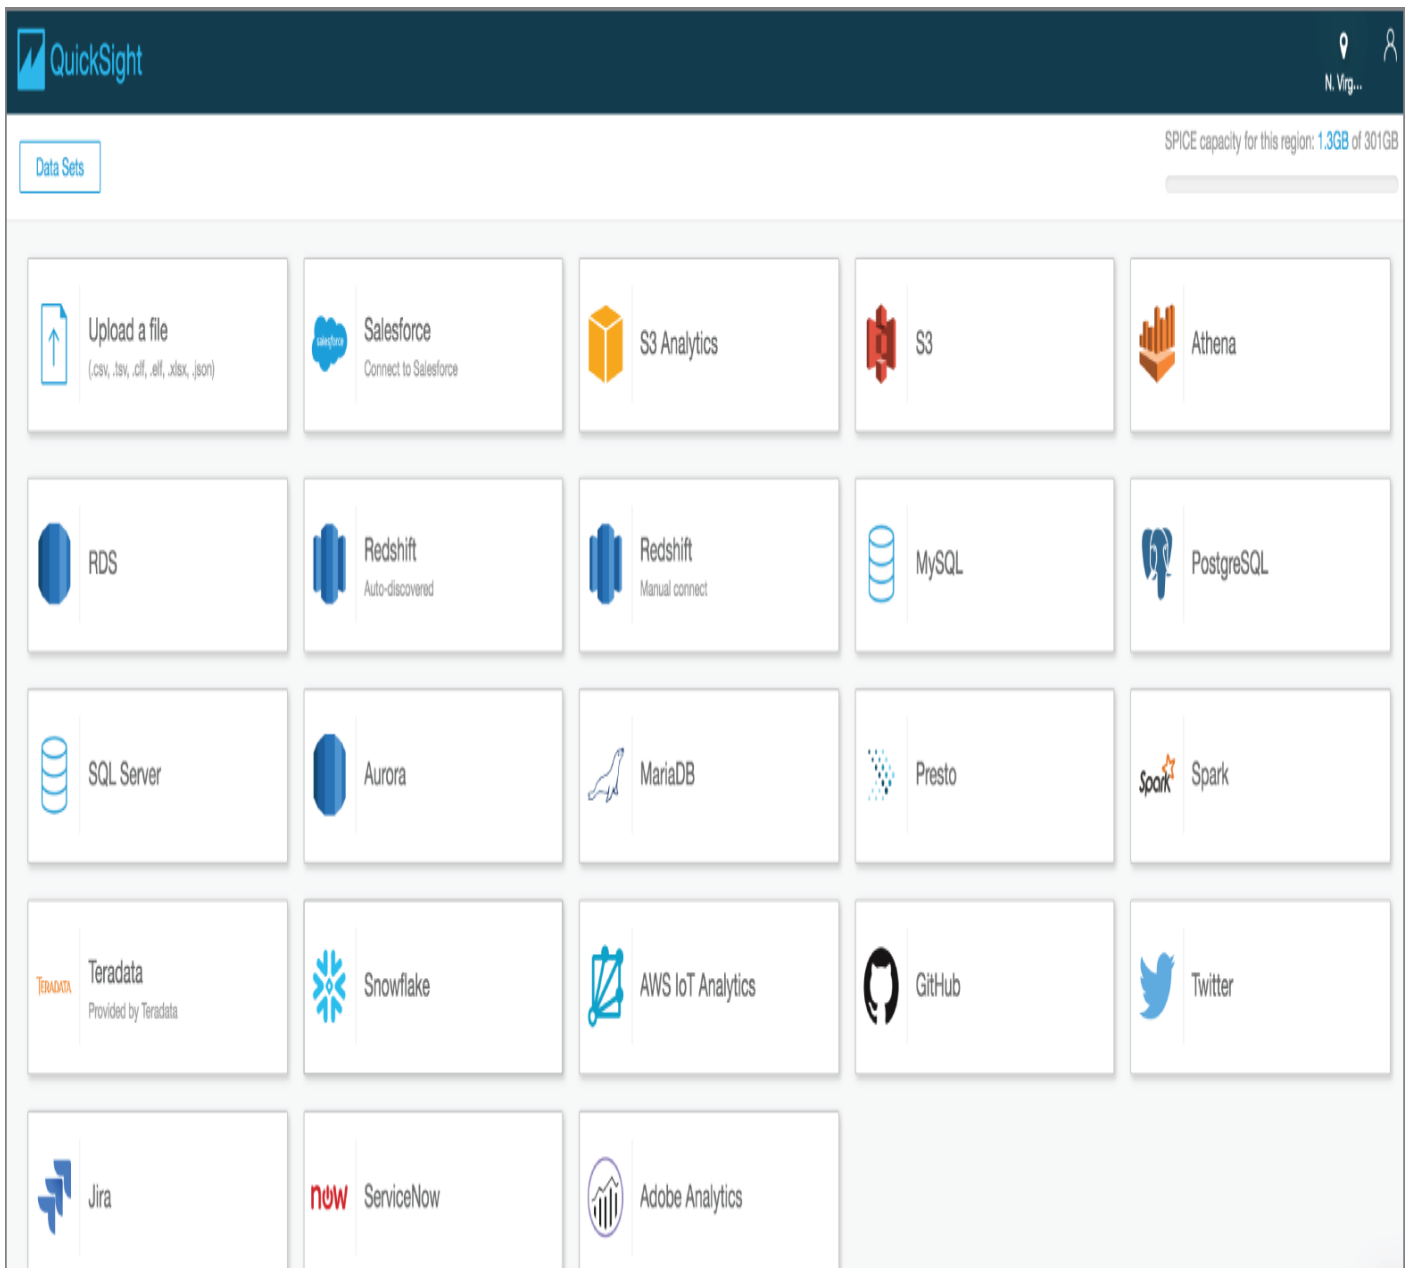 QuickSight
N. Virg...
Data Sets
SPICE capacity for this region: 1.3GB of 301GB
Upload a file
(.csv, .tsv, .clf, .elf, .xlsx, .json)
salesforce
Salesforce
Connect to Salesforce
S3 Analytics
S3
Athena
RDS
Redshift
Auto-discovered
Redshift
Manual connect
MySQL
PostgreSQL
SQL Server
Aurora
MariaDB
Presto
Spark
Spark
TERADATA
Teradata
Provided by Teradata
Snowflake
AWS IoT Analytics
GitHub
Twitter
Jira
now
ServiceNow
Adobe Analytics